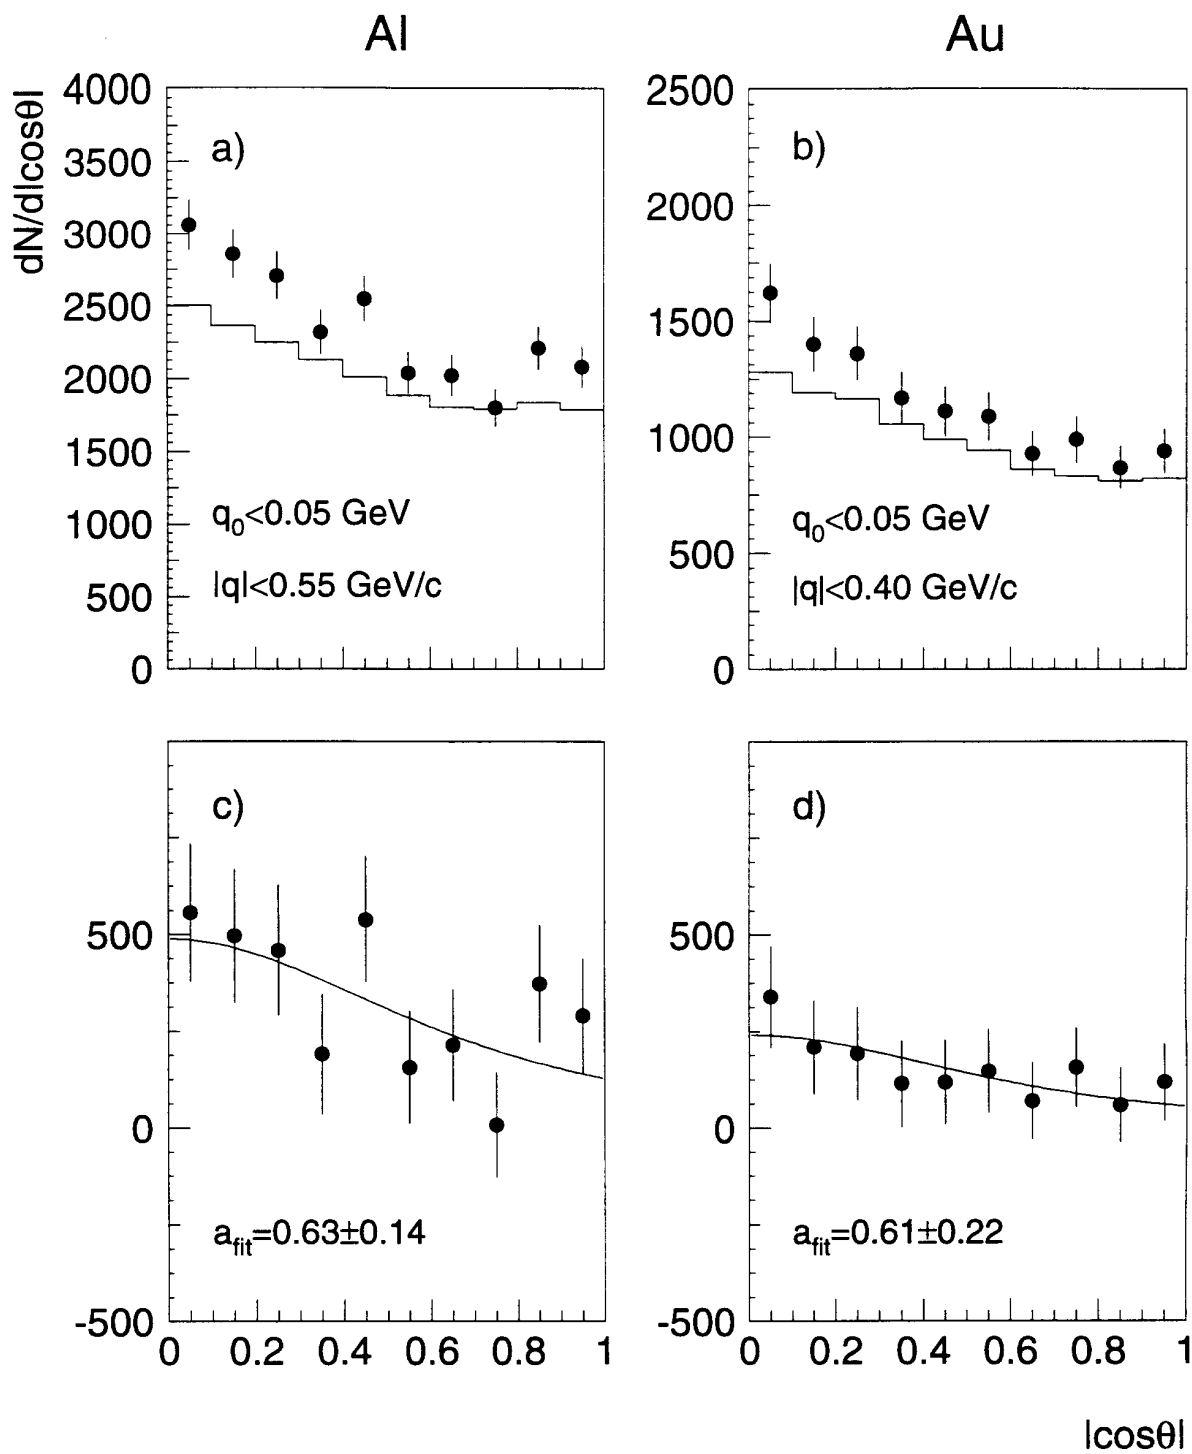 Al
Au
dN/d|cosθ|
4000
3500
3000
2500
2000
1500
1000
500
0
a)
q0<0.05 GeV
|q|<0.55 GeV/c
2500
2000
1500
1000
500
0
b)
q0<0.05 GeV
|q|<0.40 GeV/c
500
0
-500
c)
afit=0.63±0.14
0 0.2 0.4 0.6 0.8 1
500
0
-500
d)
afit=0.61±0.22
0 0.2 0.4 0.6 0.8 1
|cosθ|